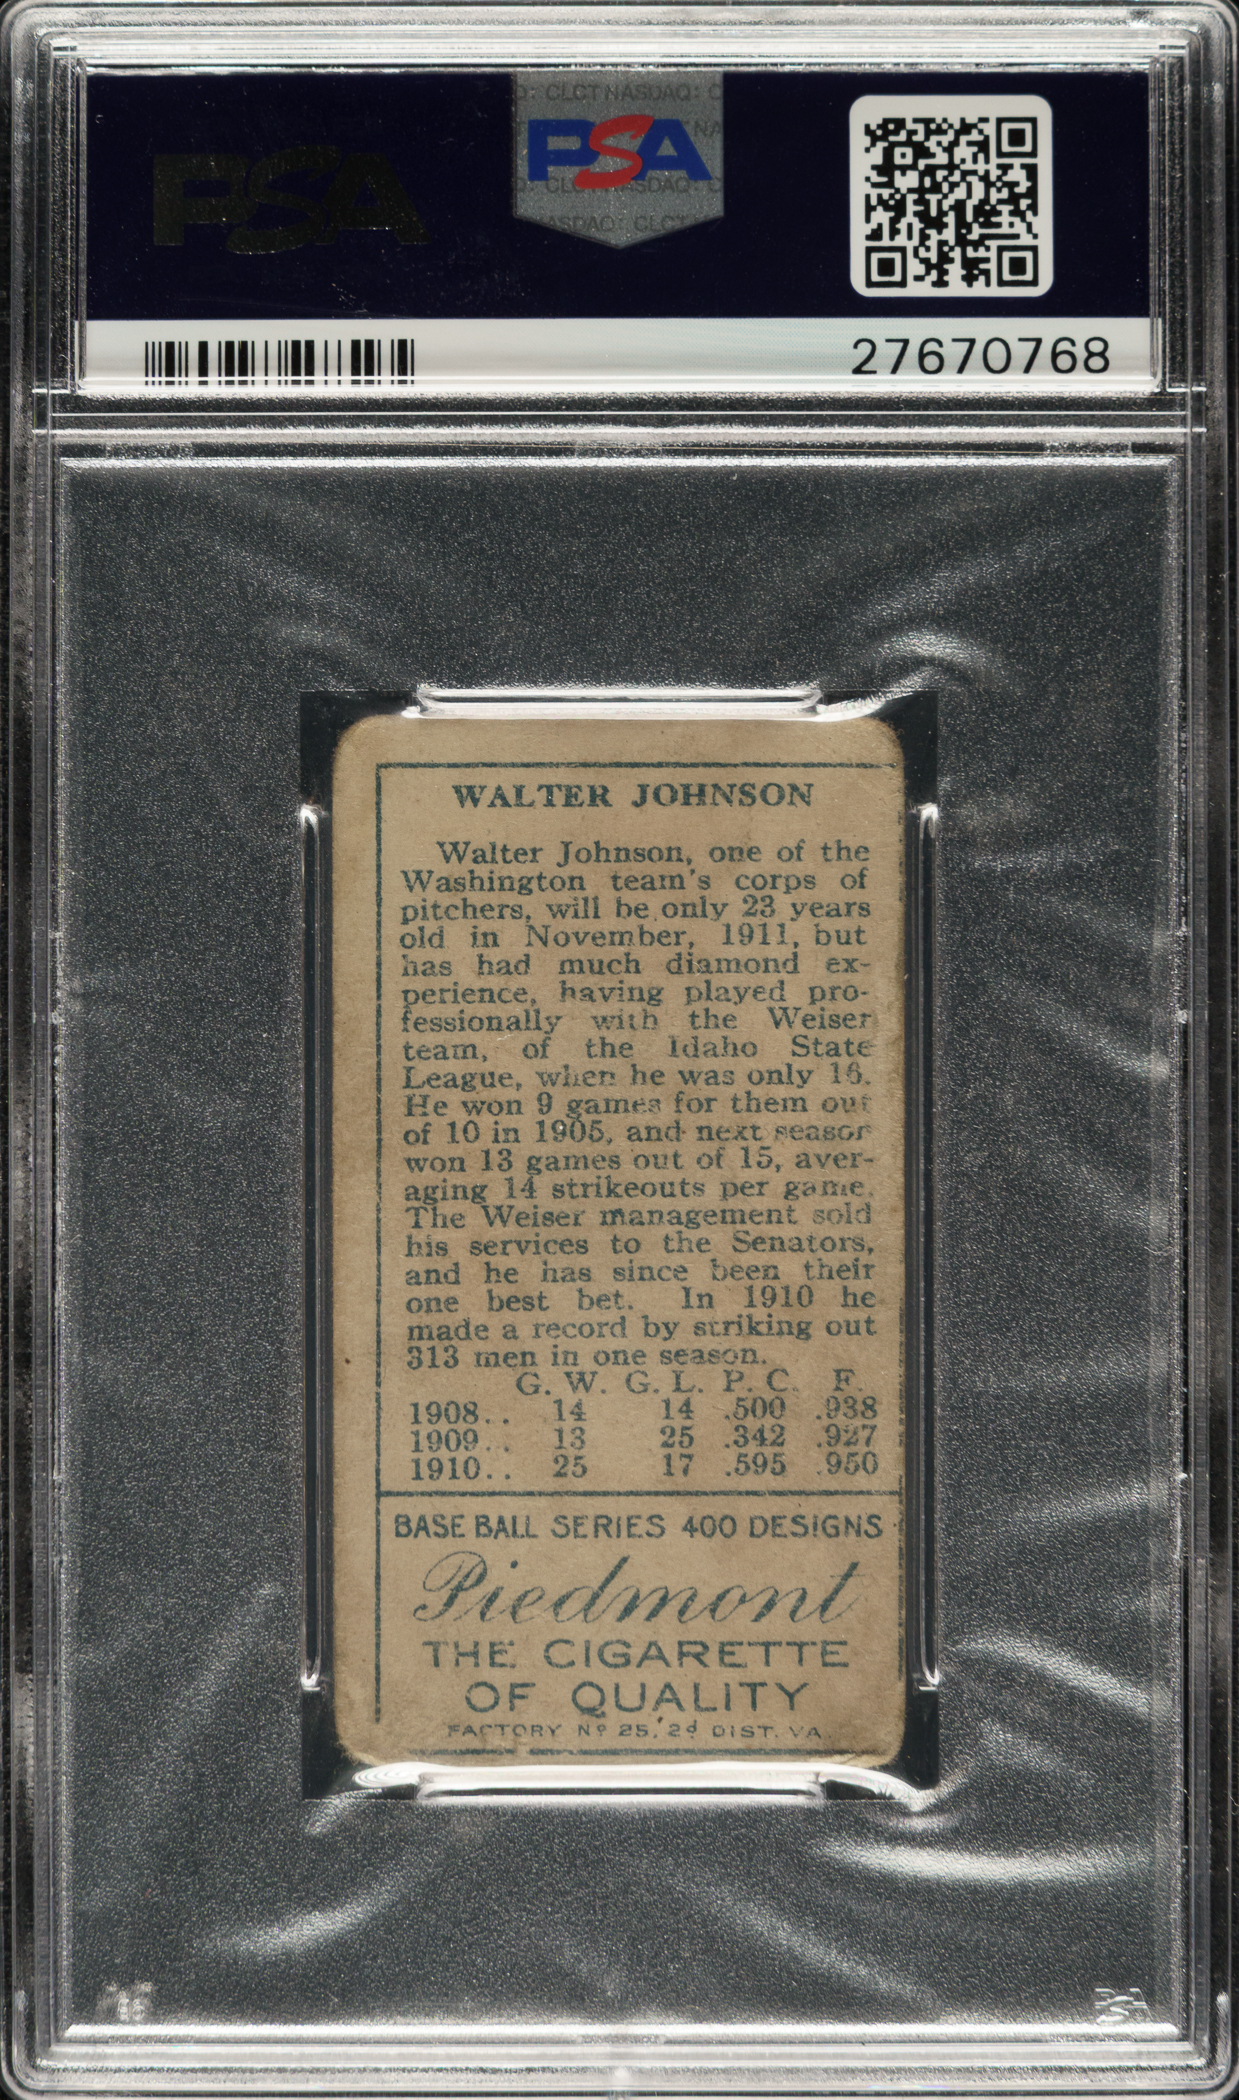 PSA
CLCT NASDAQ: C
PSA
NASDAQ: CLCT
27670768
WALTER JOHNSON
Walter Johnson, one of the
Washington team's corps of
pitchers, will be only 23 years
old in November, 1911, but
has had much diamond ex-
perience, having played pro-
fessionally with the Weiser
team, of the Idaho State
League, when he was only 16.
He won 9 games for them out
of 10 in 1905, and next season
won 13 games out of 15, aver-
aging 14 strikeouts per game.
The Weiser management sold
his services to the Senators,
and he has since been their
one best bet. In 1910 he
made a record by striking out
313 men in one season.
G. W. G. L. P. C. F.
1908.. 14 14 .500 .938
1909.. 13 25 .342 .927
1910.. 25 17 .595 .950
BASE BALL SERIES 400 DESIGNS
Piedmont
THE CIGARETTE
OF QUALITY
FACTORY Nº 25, 2d DIST. VA.
PSA